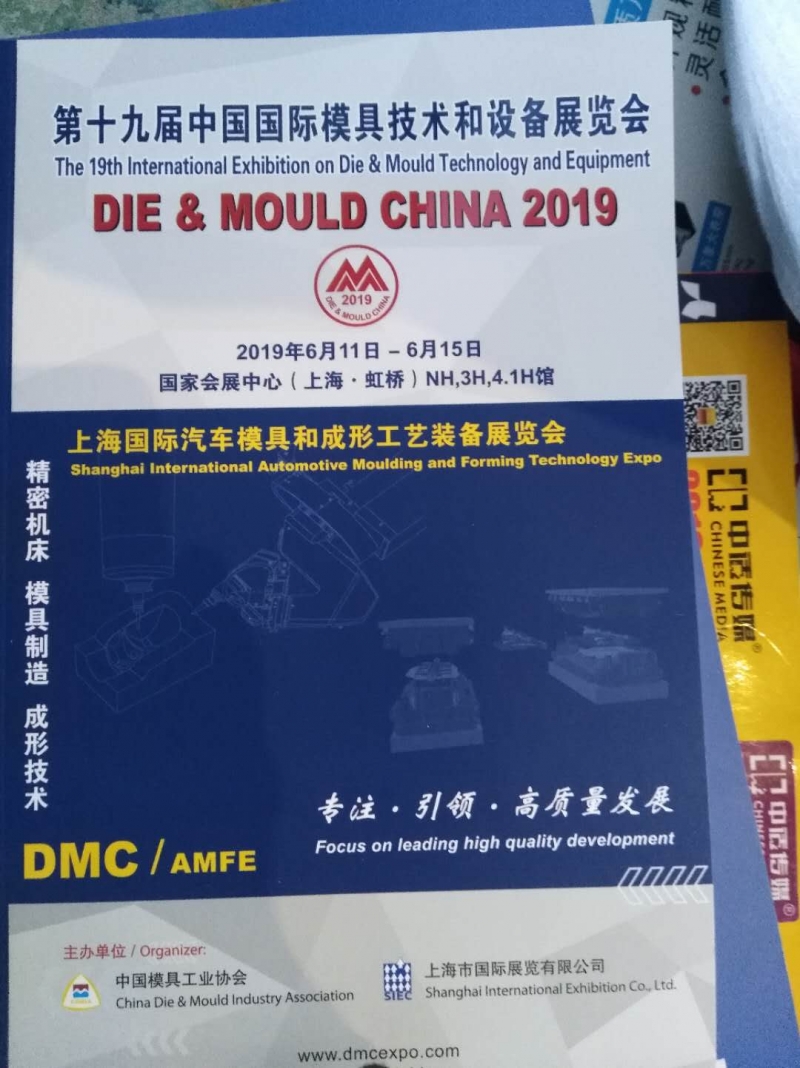 第十九届中国国际模具技术和设备展览会
The 19th International Exhibition on Die & Mould Technology and Equipment
DIE & MOULD CHINA 2019
2019
DIE & MOULD CHINA
2019年6月11日 – 6月15日
国家会展中心（上海·虹桥）NH,3H,4.1H馆
上海国际汽车模具和成形工艺装备展览会
Shanghai International Automotive Moulding and Forming Technology Expo
精密机床 模具制造 成形技术
专注·引领·高质量发展
Focus on leading high quality development
DMC / AMFE
主办单位 / Organizer:
中国模具工业协会
China Die & Mould Industry Association
SIEC
上海市国际展览有限公司
Shanghai International Exhibition Co., Ltd.
www.dmcexpo.com
灵活
中话传媒®
CHINESE MEDIA
中话传媒®